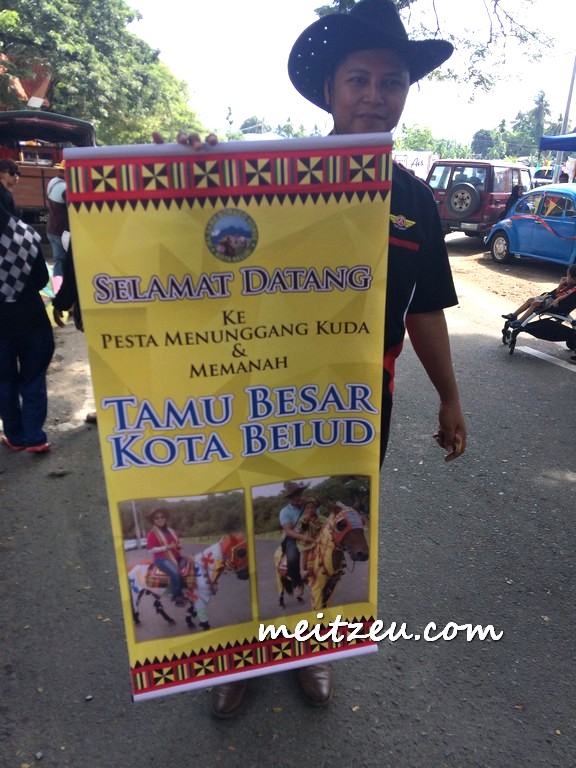 SELAMAT DATANG
KE
PESTA MENUNGGANG KUDA
&
MEMANAH
TAMU BESAR
KOTA BELUD
meitzeu.com